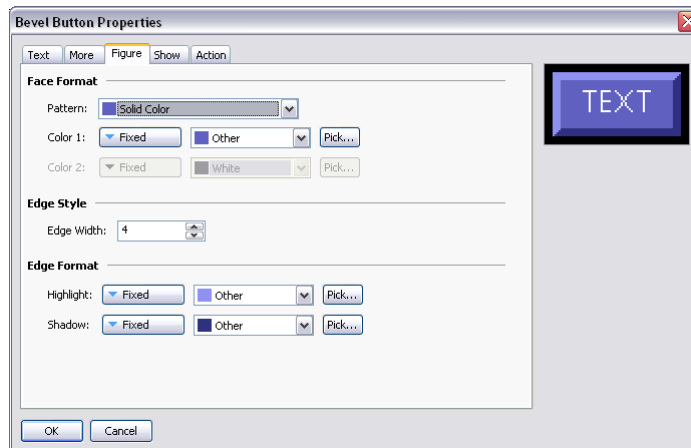 Bevel Button Properties
Text More Figure Show Action
Face Format
Pattern: Solid Color
Color 1: Fixed Other Pick...
Color 2: Fixed White Pick...
Edge Style
Edge Width: 4
Edge Format
Highlight: Fixed Other Pick...
Shadow: Fixed Other Pick...
OK Cancel
TEXT